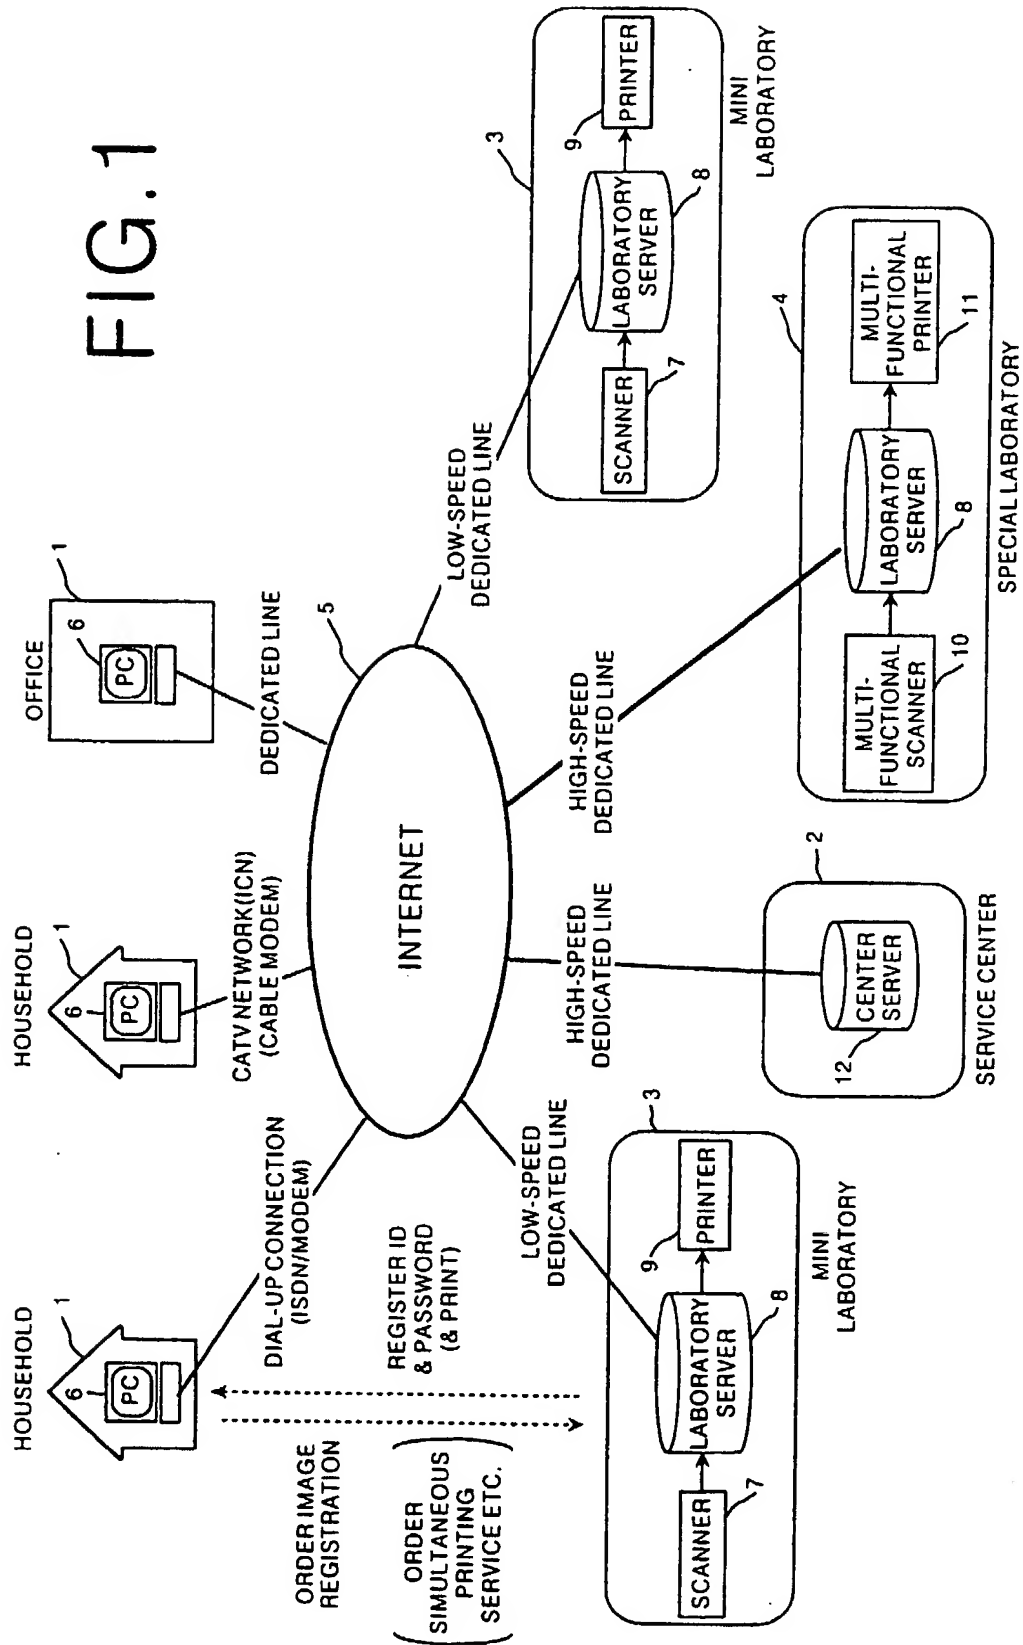 FIG.1
HOUSEHOLD
1
6
PC
HOUSEHOLD
1
6
PC
OFFICE
1
6
PC
DIAL-UP CONNECTION
(ISDN/MODEM)
CATV NETWORK(ICN)
(CABLE MODEM)
DEDICATED LINE
5
INTERNET
ORDER IMAGE
REGISTRATION
ORDER
SIMULTANEOUS
PRINTING
SERVICE ETC.
REGISTER ID
& PASSWORD
(& PRINT)
LOW-SPEED
DEDICATED LINE
HIGH-SPEED
DEDICATED LINE
HIGH-SPEED
DEDICATED LINE
LOW-SPEED
DEDICATED LINE
3
SCANNER
7
LABORATORY
SERVER
8
9
PRINTER
MINI
LABORATORY
2
CENTER
SERVER
12
SERVICE CENTER
4
MULTI-
FUNCTIONAL
SCANNER
10
LABORATORY
SERVER
8
MULTI-
FUNCTIONAL
PRINTER
11
SPECIAL LABORATORY
3
SCANNER
7
LABORATORY
SERVER
8
9
PRINTER
MINI
LABORATORY